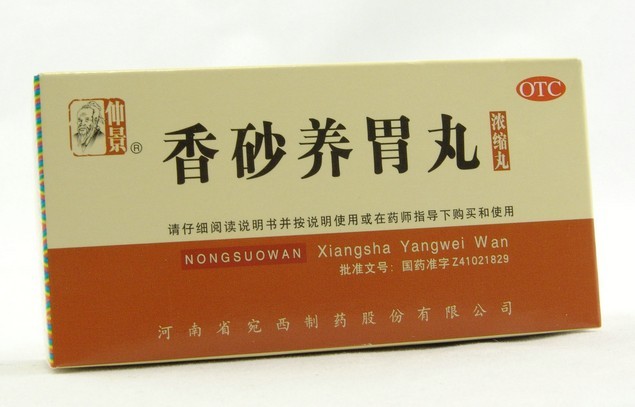 OTC
仲景
®
香砂养胃丸
浓缩丸
请仔细阅读说明书并按说明使用或在药师指导下购买和使用
NONGSUOWAN Xiangsha Yangwei Wan
批准文号：国药准字Z41021829
河南省宛西制药股份有限公司